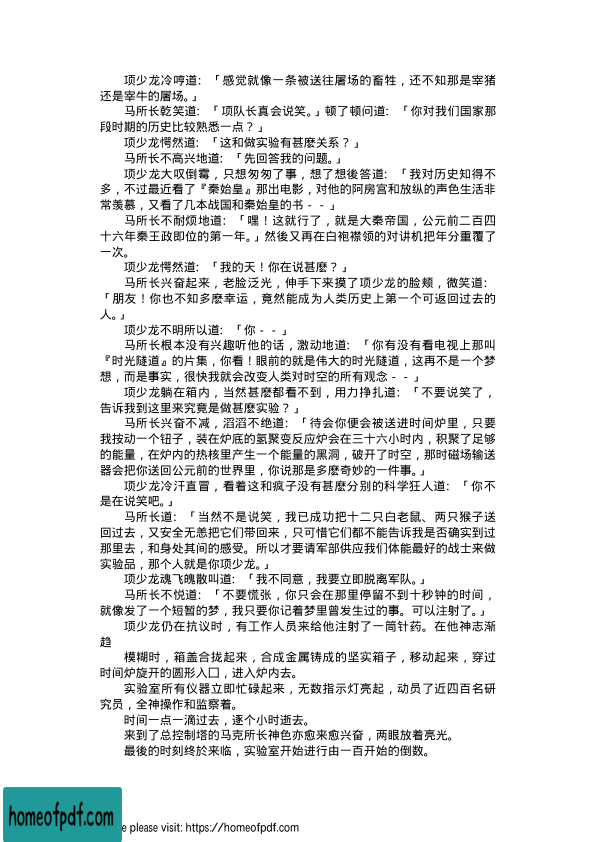 项少龙冷哼道：「感觉就像一条被送往屠场的畜牲，还不知那是宰猪
还是宰牛的屠场。」
马所长乾笑道：「项队长真会说笑。」顿了顿问道：「你对我们国家那
段时期的历史比较熟悉一点？」
项少龙愕然道：「这和做实验有甚麽关系？」
马所长不高兴地道：「先回答我的问题。」
项少龙大叹倒霉，只想匆匆了事，想了想後答道：「我对历史知得不
多，不过最近看了『秦始皇』那出电影，对他的阿房宫和放纵的声色生活非
常羡慕，又看了几本战国和秦始皇的书－－」
马所长不耐烦地道：「嘿！这就行了，就是大秦帝国，公元前二百四
十六年秦王政即位的第一年。」然後又再在白袍襟领的对讲机把年分重覆了
一次。
项少龙愕然道：「我的天！你在说甚麽？」
马所长兴奋起来，老脸泛光，伸手下来摸了项少龙的脸颊，微笑道：
「朋友！你也不知多麽幸运，竟然能成为人类历史上第一个可返回过去的
人。」
项少龙不明所以道：「你－－」
马所长根本没有兴趣听他的话，激动地道：「你有没有看电视上那叫
『时光隧道』的片集，你看！眼前的就是伟大的时光隧道，这再不是一个梦
想，而是事实，很快我就会改变人类对时空的所有观念－－」
项少龙躺在箱内，当然甚麽都看不到，用力挣扎道：「不要说笑了，
告诉我到这里来究竟是做甚麽实验？」
马所长兴奋不减，滔滔不绝道：「待会你便会被送进时间炉里，只要
我按动一个钮子，装在炉底的氢聚变反应炉会在三十六小时内，积聚了足够
的能量，在炉内的热核里产生一个能量的黑洞，破开了时空，那时磁场输送
器会把你送回公元前的世界里，你说那是多麽奇妙的一件事。」
项少龙冷汗直冒，看着这和疯子没有甚麽分别的科学狂人道：「你不
是在说笑吧。」
马所长道：「当然不是说笑，我已成功把十二只白老鼠、两只猴子送
回过去，又安全无恙把它们带回来，只可惜它们都不能告诉我是否确实到过
那里去，和身处其间的感受。所以才要请军部供应我们体能最好的战士来做
实验品，那个人就是你项少龙。」
项少龙魂飞魄散叫道：「我不同意，我要立即脱离军队。」
马所长不悦道：「不要慌张，你只会在那里停留不到十秒钟的时间，
就像发了一个短暂的梦，我只要你记着梦里曾发生过的事。可以注射了。」
项少龙仍在抗议时，有工作人员来给他注射了一筒针药。在他神志渐
趋
模糊时，箱盖合拢起来，合成金属铸成的坚实箱子，移动起来，穿过
时间炉旋开的圆形入口，进入炉内去。
实验室所有仪器立即忙碌起来，无数指示灯亮起，动员了近四百名研
究员，全神操作和监察着。
时间一点一滴过去，逐个小时逝去。
来到了总控制塔的马克所长神色亦愈来愈兴奋，两眼放着亮光。
最後的时刻终於来临，实验室开始进行由一百开始的倒数。
homeofpdf.com
e please visit: https://homeofpdf.com